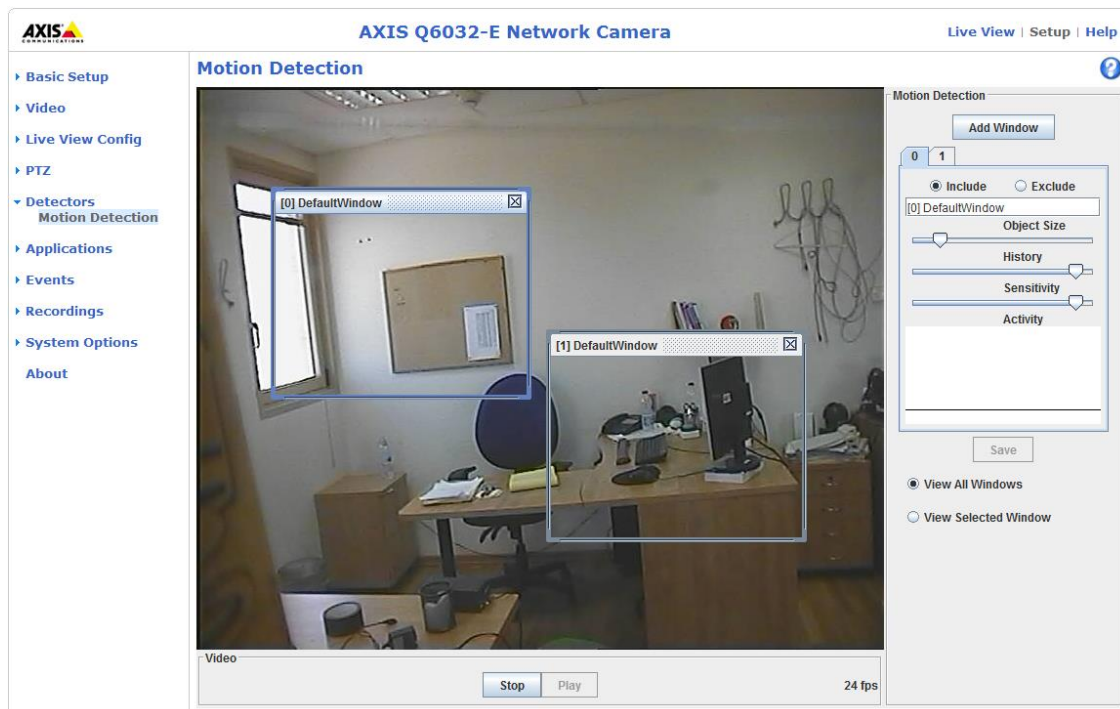 AXIS
COMMUNICATIONS
AXIS Q6032-E Network Camera
Live View | Setup | Help
Basic Setup
Video
Live View Config
PTZ
Detectors
Motion Detection
Applications
Events
Recordings
System Options
About
Motion Detection
?
[0] DefaultWindow
[1] DefaultWindow
Video
Stop
Play
24 fps
Motion Detection
Add Window
0 1
Include Exclude
[0] DefaultWindow
Object Size
History
Sensitivity
Activity
Save
View All Windows
View Selected Window